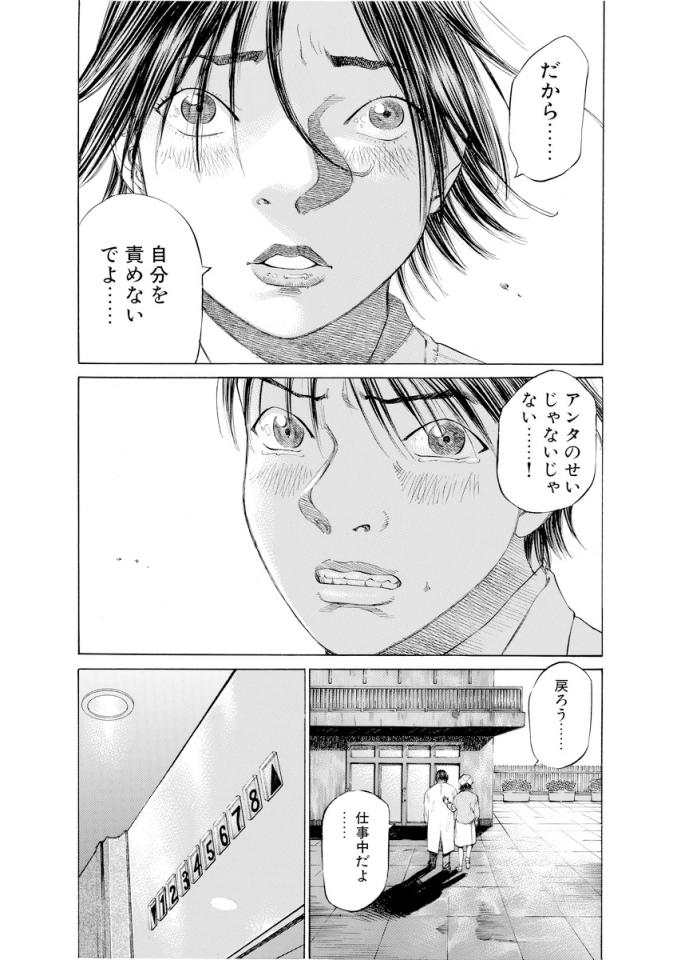 だから……
自分を
責めない
でよ……
アンタのせい
じゃないじゃ
ない……！
戻ろう……
仕事中だよ
……
▼12345678▲